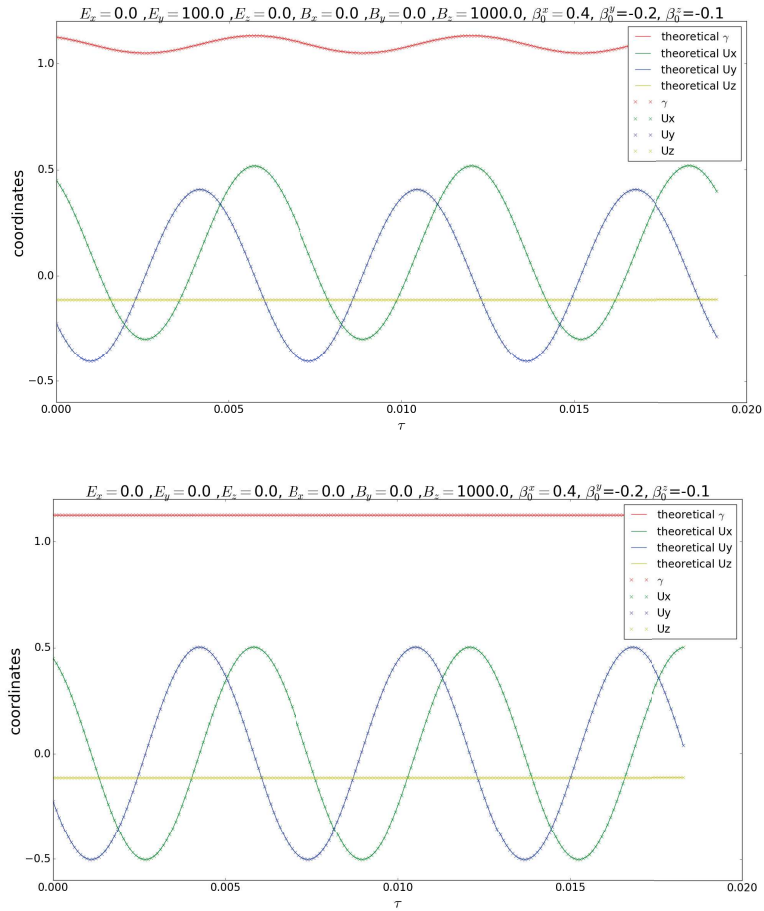 E_x = 0.0 ,E_y = 100.0 ,E_z = 0.0, B_x = 0.0 ,B_y = 0.0 ,B_z = 1000.0, β_0^x = 0.4, β_0^y=-0.2, β_0^z=-0.1
1.0
0.5
0.0
−0.5
coordinates
theoretical γ
theoretical Ux
theoretical Uy
theoretical Uz
γ
Ux
Uy
Uz
0.000 0.005 0.010 0.015 0.020
τ
E_x = 0.0 ,E_y = 0.0 ,E_z = 0.0, B_x = 0.0 ,B_y = 0.0 ,B_z = 1000.0, β_0^x = 0.4, β_0^y=-0.2, β_0^z=-0.1
1.0
0.5
0.0
−0.5
coordinates
theoretical γ
theoretical Ux
theoretical Uy
theoretical Uz
γ
Ux
Uy
Uz
0.000 0.005 0.010 0.015 0.020
τ